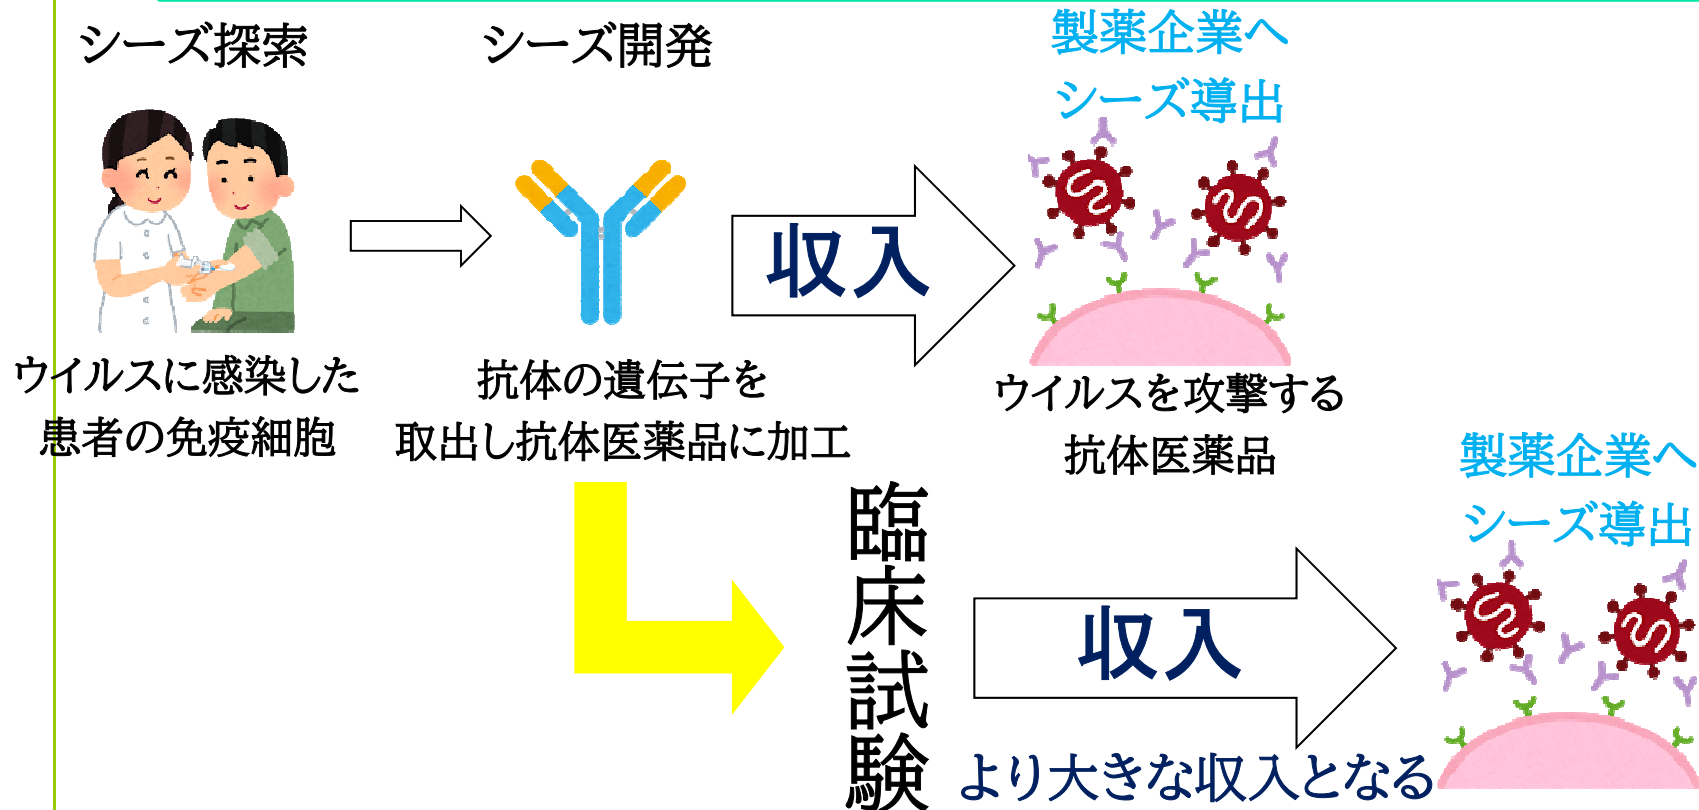 シーズ探索
シーズ開発
製薬企業へ
シーズ導出
収入
ウイルスに感染した
患者の免疫細胞
抗体の遺伝子を
取出し抗体医薬品に加工
ウイルスを攻撃する
抗体医薬品
製薬企業へ
シーズ導出
臨床試験
収入
より大きな収入となる